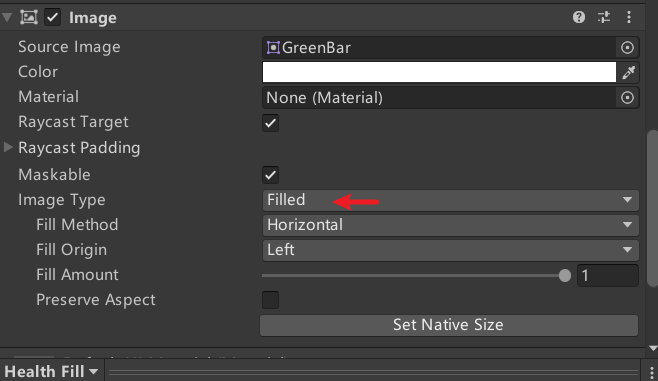 Image
Source Image GreenBar
Color
Material None (Material)
Raycast Target
Raycast Padding
Maskable
Image Type Filled
Fill Method Horizontal
Fill Origin Left
Fill Amount 1
Preserve Aspect
Set Native Size
Health Fill